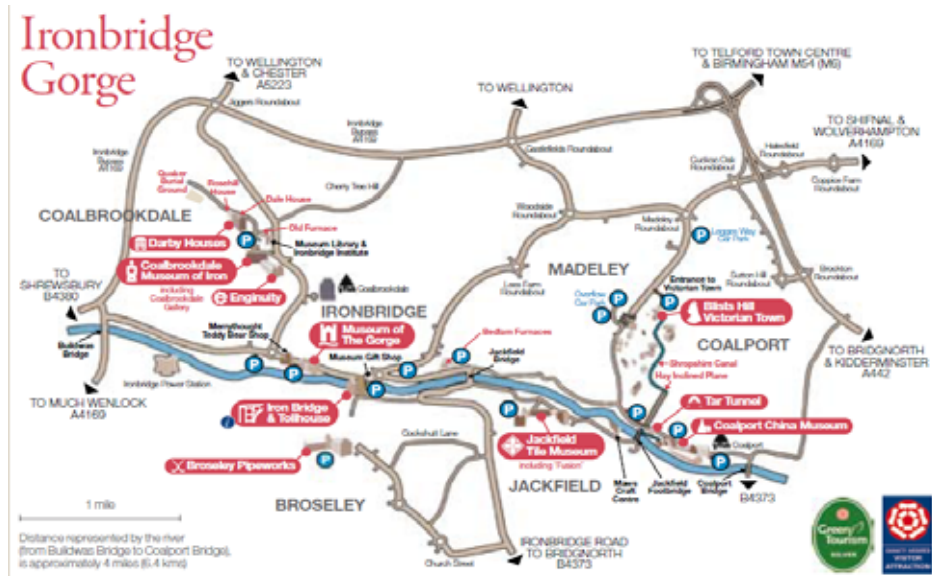 Ironbridge
Gorge
TO WELLINGTON
& CHESTER
A5223
TO WELLINGTON
TO TELFORD TOWN CENTRE
& BIRMINGHAM M54 (M6)
TO SHIFNAL &
WOLVERHAMPTON
A4169
Jiggers Roundabout
Ironbridge
Bypass
A4169
Castlefields Roundabout
Halesfield
Roundabout
Cuckoo Oak
Roundabout
Coppice Farm
Roundabout
Ironbridge
Bypass
A4169
Quaker
Burial
Ground
Rosehill
House
Dale House
Cherry Tree Hill
Old Furnace
COALBROOKDALE
Darby Houses
P
Museum Library &
Ironbridge Institute
Woodside
Roundabout
Madeley
Roundabout
P
Legges Way
Car Park
Coalbrookdale
Museum of Iron
including
Coalbrookdale
Gallery
Enginuity
Coalbrookdale
TO
SHREWSBURY
B4380
MADELEY
Lees Farm
Roundabout
Entrance to
Victorian Town
Sutton Hill
Roundabout
Brockton
Roundabout
Overflow
Car Park
P
P
Blists Hill
Victorian Town
IRONBRIDGE
Merrythought
Teddy Bear Shop
Museum of
The Gorge
Museum Gift Shop
Bedlam Furnaces
Jackfield
Bridge
COALPORT
TO BRIDGNORTH
& KIDDERMINSTER
A442
Buildwas
Bridge
Ironbridge Power Station
P
P
P
P
P
Shropshire Canal
Hay Inclined Plane
TO MUCH WENLOCK
A4169
i
Iron Bridge
& Tollhouse
P
P
Tar Tunnel
P
Coalport China Museum
Coalport
P
Jackfield
Tile Museum
including 'Fusion'
Cockshutt Lane
Broseley Pipeworks
P
Maws
Craft
Centre
Jackfield
Footbridge
Coalport
Bridge
JACKFIELD
BROSELEY
B4373
1 mile
Distance represented by the river
(from Buildwas Bridge to Coalport Bridge),
is approximately 4 miles (6.4 kms)
Church Street
IRONBRIDGE ROAD
TO BRIDGNORTH
B4373
Green
Tourism
SILVER
VISITOR
ATTRACTION